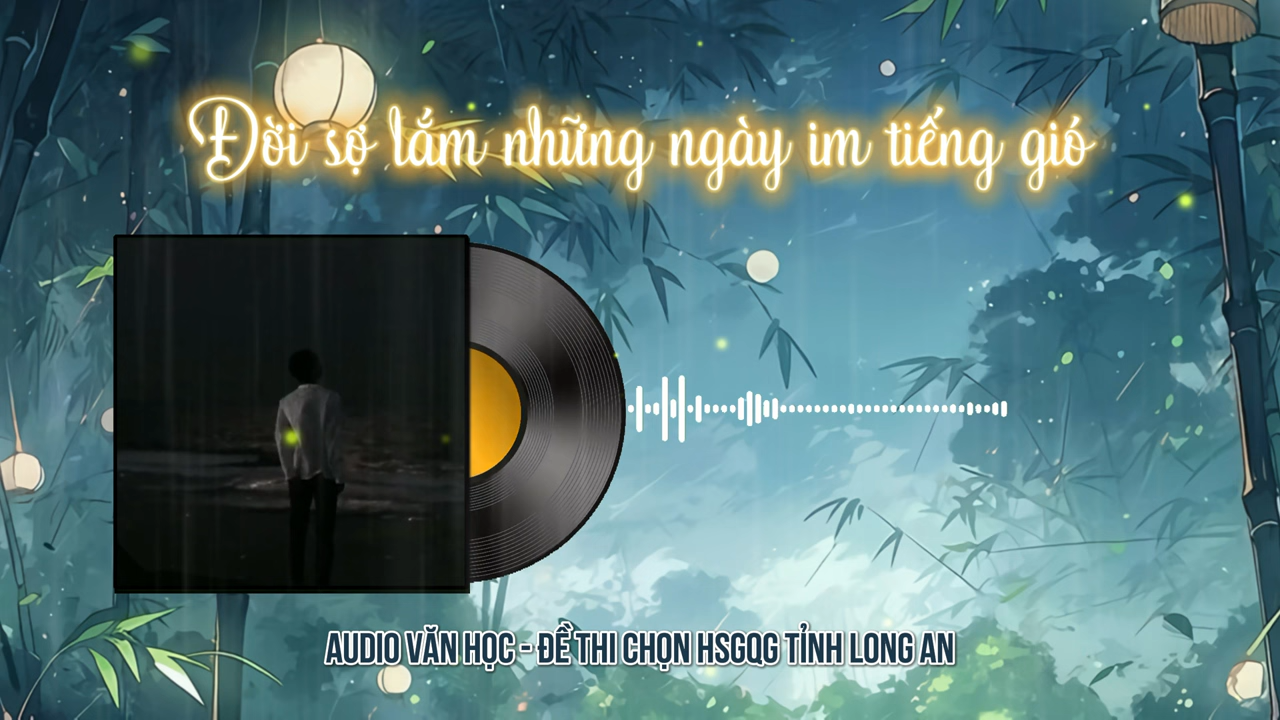 Đời sợ lắm những ngày im tiếng gió
AUDIO VĂN HỌC - ĐỀ THI CHỌN HSGQG TỈNH LONG AN